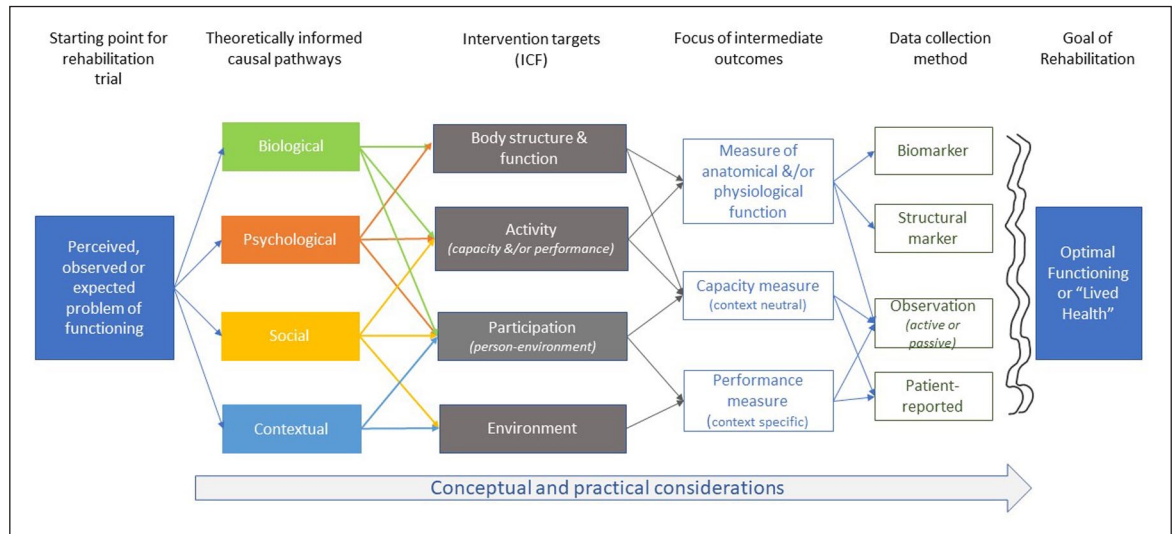 Starting point for
rehabilitation
trial
Theoretically informed
causal pathways
Intervention targets
(ICF)
Focus of intermediate
outcomes
Data collection
method
Goal of
Rehabilitation
Perceived,
observed or
expected
problem of
functioning
Biological
Psychological
Social
Contextual
Body structure &
function
Activity
(capacity &/or performance)
Participation
(person-environment)
Environment
Measure of
anatomical &/or
physiological
function
Capacity measure
(context neutral)
Performance
measure
(context specific)
Biomarker
Structural
marker
Observation
(active or
passive)
Patient-
reported
Optimal
Functioning
or “Lived
Health”
Conceptual and practical considerations